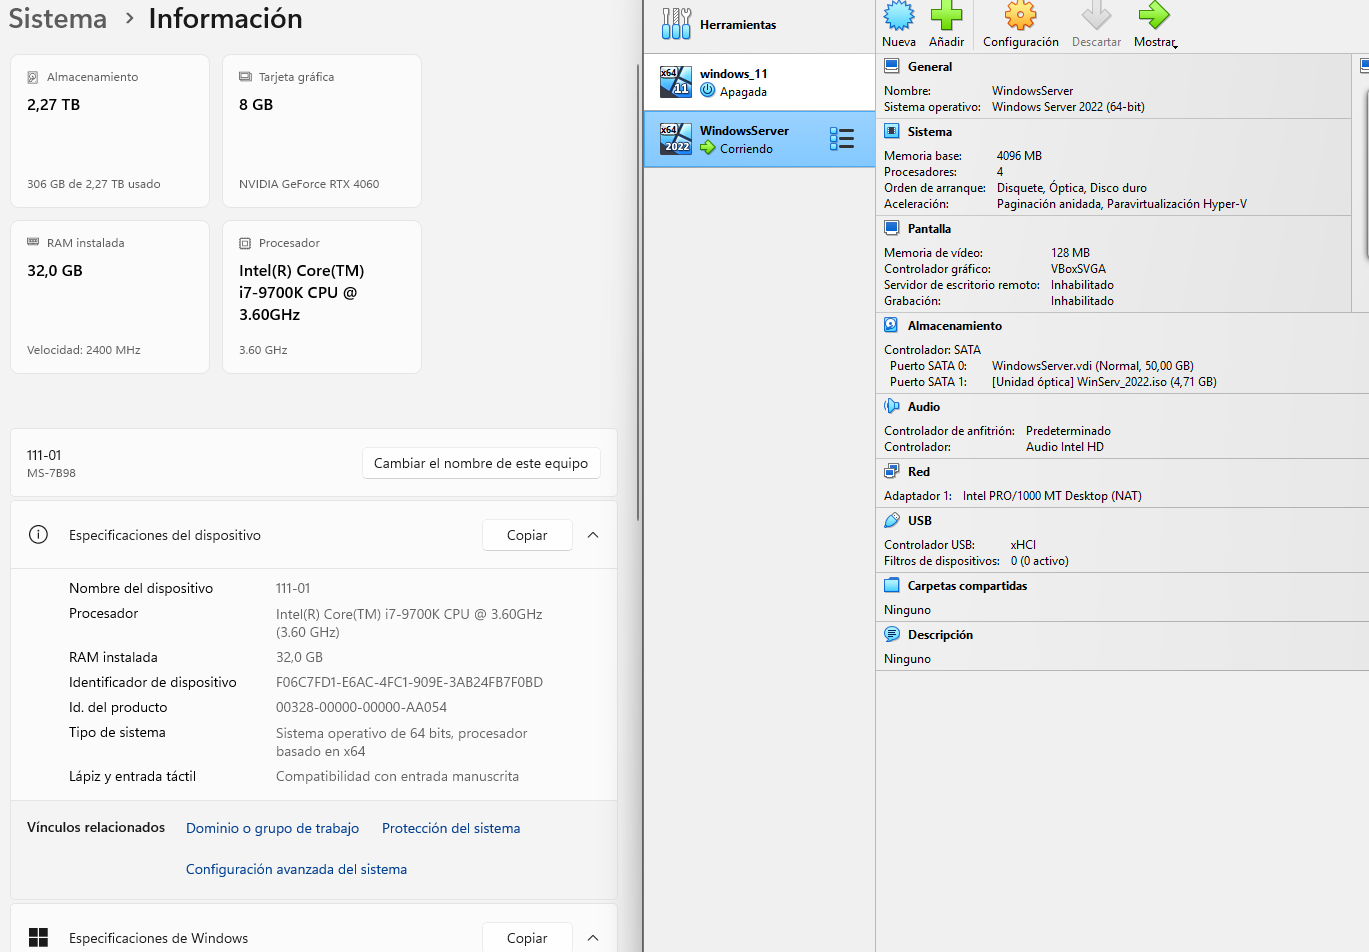 Sistema > Información
Almacenamiento
2,27 TB
306 GB de 2,27 TB usado
Tarjeta gráfica
8 GB
NVIDIA GeForce RTX 4060
RAM instalada
32,0 GB
Velocidad: 2400 MHz
Procesador
Intel(R) Core(TM)
i7-9700K CPU @
3.60GHz
3.60 GHz
111-01
MS-7B98
Cambiar el nombre de este equipo
Especificaciones del dispositivo
Copiar
Nombre del dispositivo 111-01
Procesador Intel(R) Core(TM) i7-9700K CPU @ 3.60GHz
(3.60 GHz)
RAM instalada 32,0 GB
Identificador de dispositivo F06C7FD1-E6AC-4FC1-909E-3AB24FB7F0BD
Id. del producto 00328-00000-00000-AA054
Tipo de sistema Sistema operativo de 64 bits, procesador
basado en x64
Lápiz y entrada táctil Compatibilidad con entrada manuscrita
Vínculos relacionados Dominio o grupo de trabajo Protección del sistema
Configuración avanzada del sistema
Especificaciones de Windows
Copiar
Herramientas
x64
11
windows_11
Apagada
x64
2022
WindowsServer
Corriendo
Nueva Añadir Configuración Descartar Mostrar
General
Nombre: WindowsServer
Sistema operativo: Windows Server 2022 (64-bit)
Sistema
Memoria base: 4096 MB
Procesadores: 4
Orden de arranque: Disquete, Óptica, Disco duro
Aceleración: Paginación anidada, Paravirtualización Hyper-V
Pantalla
Memoria de vídeo: 128 MB
Controlador gráfico: VBoxSVGA
Servidor de escritorio remoto: Inhabilitado
Grabación: Inhabilitado
Almacenamiento
Controlador: SATA
Puerto SATA 0: WindowsServer.vdi (Normal, 50,00 GB)
Puerto SATA 1: [Unidad óptica] WinServ_2022.iso (4,71 GB)
Audio
Controlador de anfitrión: Predeterminado
Controlador: Audio Intel HD
Red
Adaptador 1: Intel PRO/1000 MT Desktop (NAT)
USB
Controlador USB: xHCI
Filtros de dispositivos: 0 (0 activo)
Carpetas compartidas
Ninguno
Descripción
Ninguno